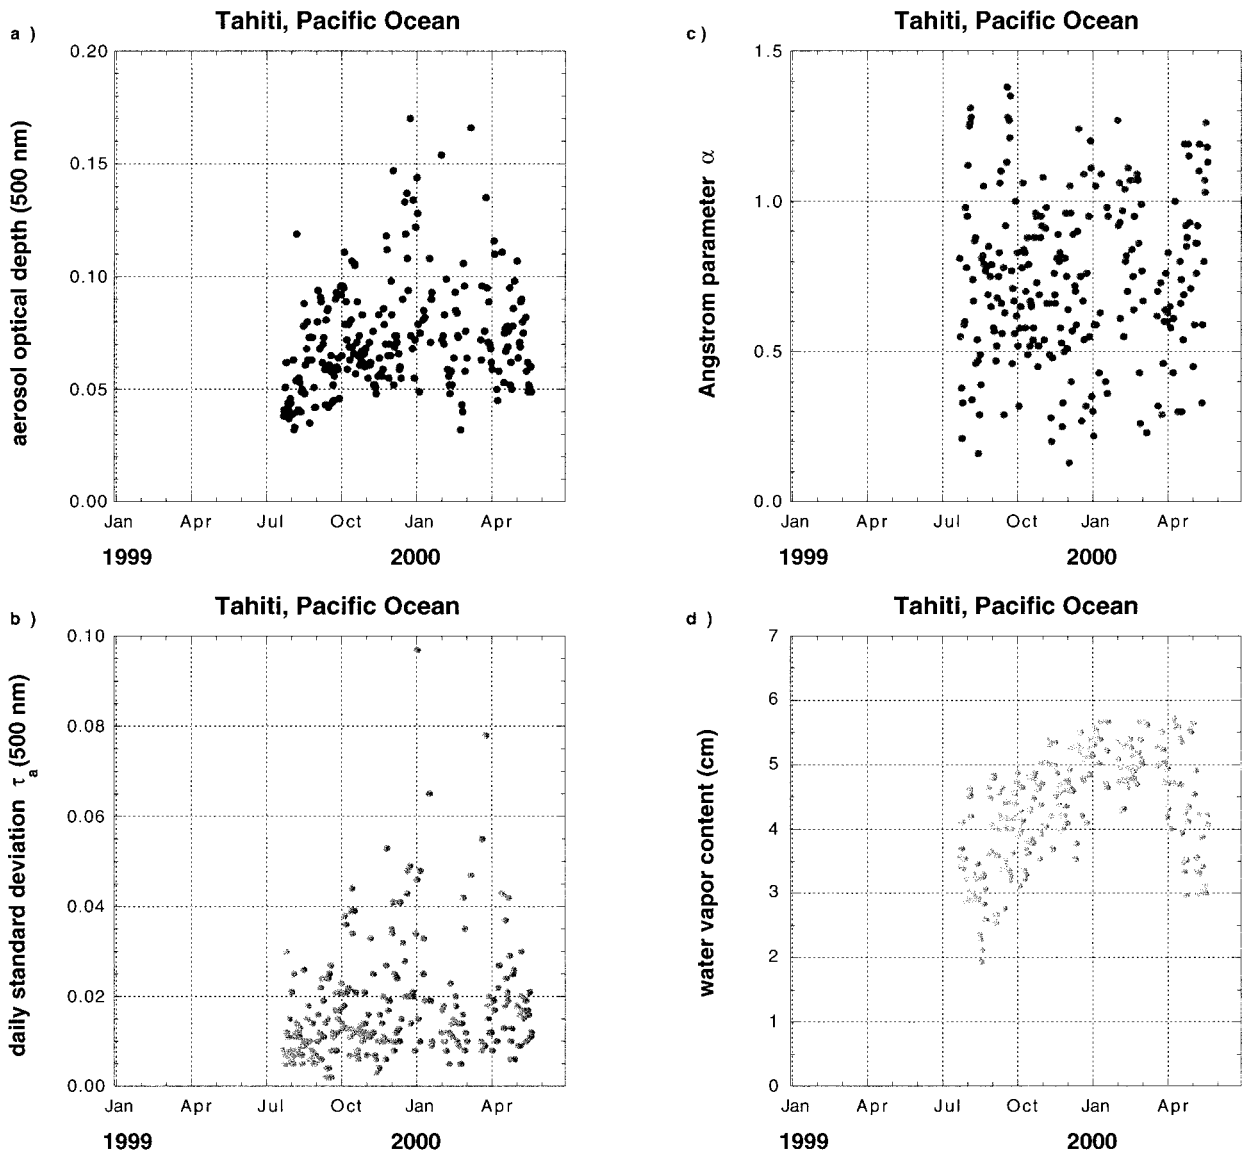 Tahiti, Pacific Ocean
a )
0.20
0.15
0.10
0.05
0.00
aerosol optical depth (500 nm)
Jan Apr Jul Oct Jan Apr
1999 2000
Tahiti, Pacific Ocean
c )
1.5
1.0
0.5
0.0
Angstrom parameter α
Jan Apr Jul Oct Jan Apr
1999 2000
Tahiti, Pacific Ocean
b )
0.10
0.08
0.06
0.04
0.02
0.00
daily standard deviation τa (500 nm)
Jan Apr Jul Oct Jan Apr
1999 2000
Tahiti, Pacific Ocean
d )
7
6
5
4
3
2
1
0
water vapor content (cm)
Jan Apr Jul Oct Jan Apr
1999 2000